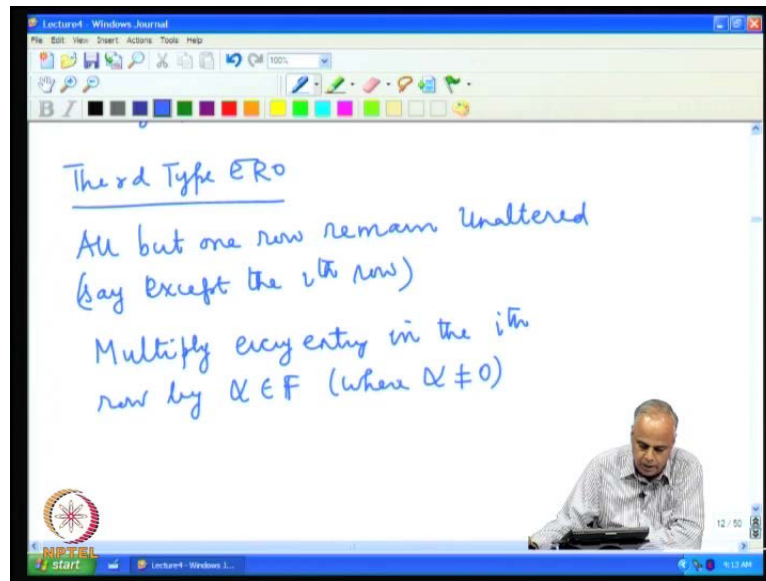 Lecture4 - Windows Journal
File Edit View Insert Actions Tools Help
100%
B I
Therd Type ERO
All but one row remain Unaltered
(say except the ith row)
Multiply every entry in the ith
row by α ∈ F (where α ≠ 0)
12 / 50
NPTEL
start
Lecture4 - Windows J...
9:13 AM